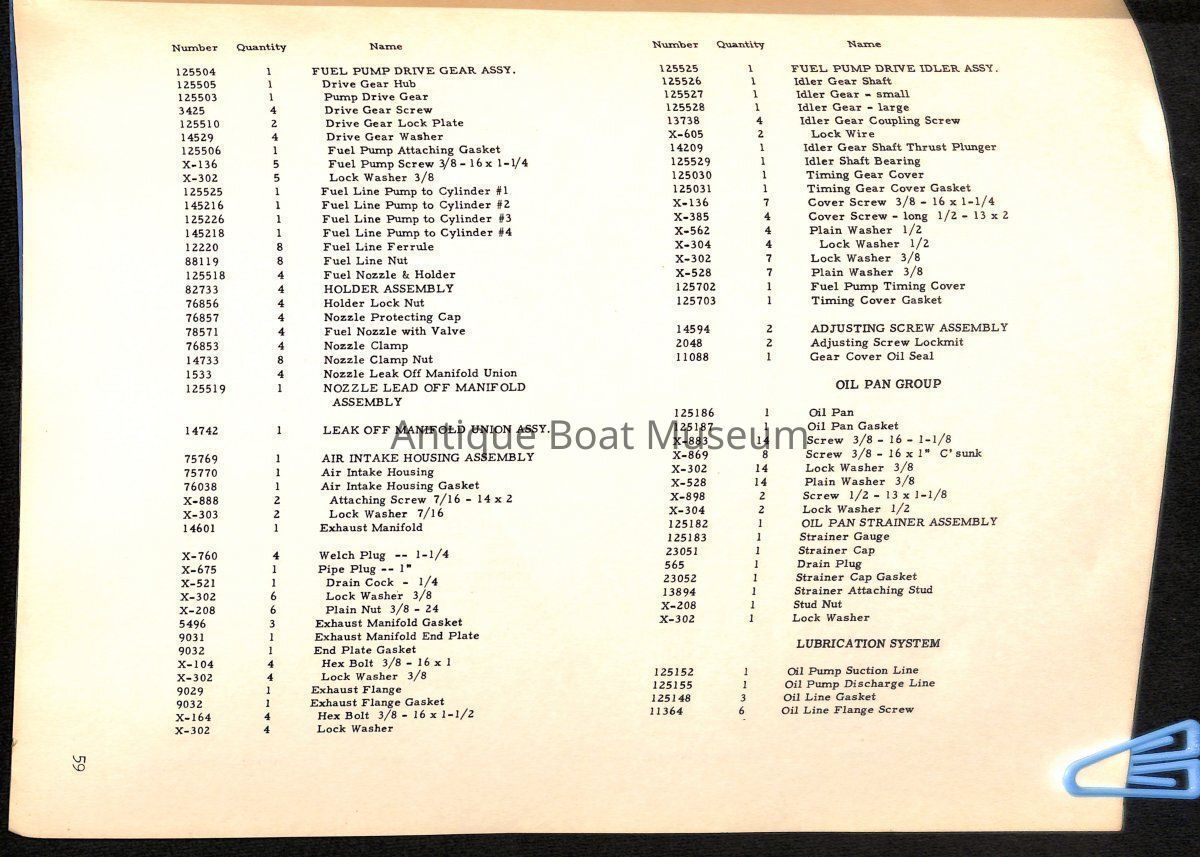 Number Quantity Name
125504 1 FUEL PUMP DRIVE GEAR ASSY.
125505 1 Drive Gear Hub
125503 1 Pump Drive Gear
3425 4 Drive Gear Screw
125510 2 Drive Gear Lock Plate
14529 4 Drive Gear Washer
125506 1 Fuel Pump Attaching Gasket
X-136 5 Fuel Pump Screw 3/8 - 16 x 1-1/4
X-302 5 Lock Washer 3/8
125525 1 Fuel Line Pump to Cylinder #1
145216 1 Fuel Line Pump to Cylinder #2
125226 1 Fuel Line Pump to Cylinder #3
145218 1 Fuel Line Pump to Cylinder #4
12220 8 Fuel Line Ferrule
88119 8 Fuel Line Nut
125518 4 Fuel Nozzle & Holder
82733 4 HOLDER ASSEMBLY
76856 4 Holder Lock Nut
76857 4 Nozzle Protecting Cap
78571 4 Fuel Nozzle with Valve
76853 4 Nozzle Clamp
14733 8 Nozzle Clamp Nut
1533 4 Nozzle Leak Off Manifold Union
125519 1 NOZZLE LEAD OFF MANIFOLD
ASSEMBLY
14742 1 LEAK OFF MANIFOLD UNION ASSY.
75769 1 AIR INTAKE HOUSING ASSEMBLY
75770 1 Air Intake Housing
76038 1 Air Intake Housing Gasket
X-888 2 Attaching Screw 7/16 - 14 x 2
X-303 2 Lock Washer 7/16
14601 1 Exhaust Manifold
X-760 4 Welch Plug -- 1-1/4
X-675 1 Pipe Plug -- 1"
X-521 1 Drain Cock - 1/4
X-302 6 Lock Washer 3/8
X-208 6 Plain Nut 3/8 - 24
5496 3 Exhaust Manifold Gasket
9031 1 Exhaust Manifold End Plate
9032 1 End Plate Gasket
X-104 4 Hex Bolt 3/8 - 16 x 1
X-302 4 Lock Washer 3/8
9029 1 Exhaust Flange
9032 1 Exhaust Flange Gasket
X-164 4 Hex Bolt 3/8 - 16 x 1-1/2
X-302 4 Lock Washer
Number Quantity Name
125525 1 FUEL PUMP DRIVE IDLER ASSY.
125526 1 Idler Gear Shaft
125527 1 Idler Gear - small
125528 1 Idler Gear - large
13738 4 Idler Gear Coupling Screw
X-605 2 Lock Wire
14209 1 Idler Gear Shaft Thrust Plunger
125529 1 Idler Shaft Bearing
125030 1 Timing Gear Cover
125031 1 Timing Gear Cover Gasket
X-136 7 Cover Screw 3/8 - 16 x 1-1/4
X-385 4 Cover Screw - long 1/2 - 13 x 2
X-562 4 Plain Washer 1/2
X-304 4 Lock Washer 1/2
X-302 7 Lock Washer 3/8
X-528 7 Plain Washer 3/8
125702 1 Fuel Pump Timing Cover
125703 1 Timing Cover Gasket
14594 2 ADJUSTING SCREW ASSEMBLY
2048 2 Adjusting Screw Lockmit
11088 1 Gear Cover Oil Seal
OIL PAN GROUP
125186 1 Oil Pan
125187 1 Oil Pan Gasket
X-883 14 Screw 3/8 - 16 - 1-1/8
X-869 8 Screw 3/8 - 16 x 1" C'sunk
X-302 14 Lock Washer 3/8
X-528 14 Plain Washer 3/8
X-898 2 Screw 1/2 - 13 x 1-1/8
X-304 2 Lock Washer 1/2
125182 1 OIL PAN STRAINER ASSEMBLY
125183 1 Strainer Gauge
23051 1 Strainer Cap
565 1 Drain Plug
23052 1 Strainer Cap Gasket
13894 1 Strainer Attaching Stud
X-208 1 Stud Nut
X-302 1 Lock Washer
LUBRICATION SYSTEM
125152 1 Oil Pump Suction Line
125155 1 Oil Pump Discharge Line
125148 3 Oil Line Gasket
11364 6 Oil Line Flange Screw
59
Antique Boat Museum